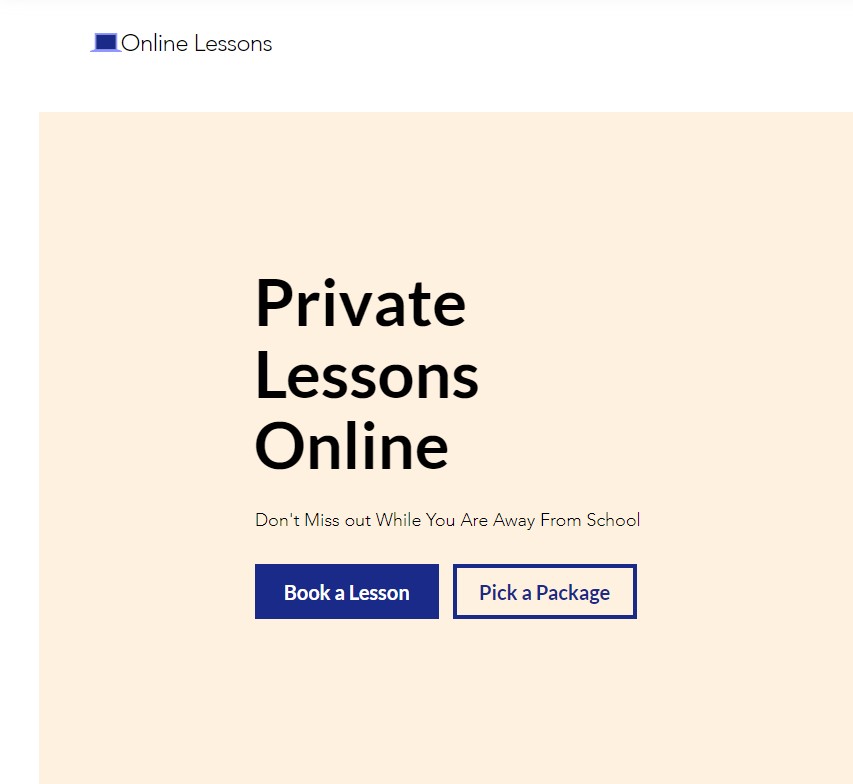 Online Lessons
Private
Lessons
Online
Don't Miss out While You Are Away From School
Book a Lesson
Pick a Package